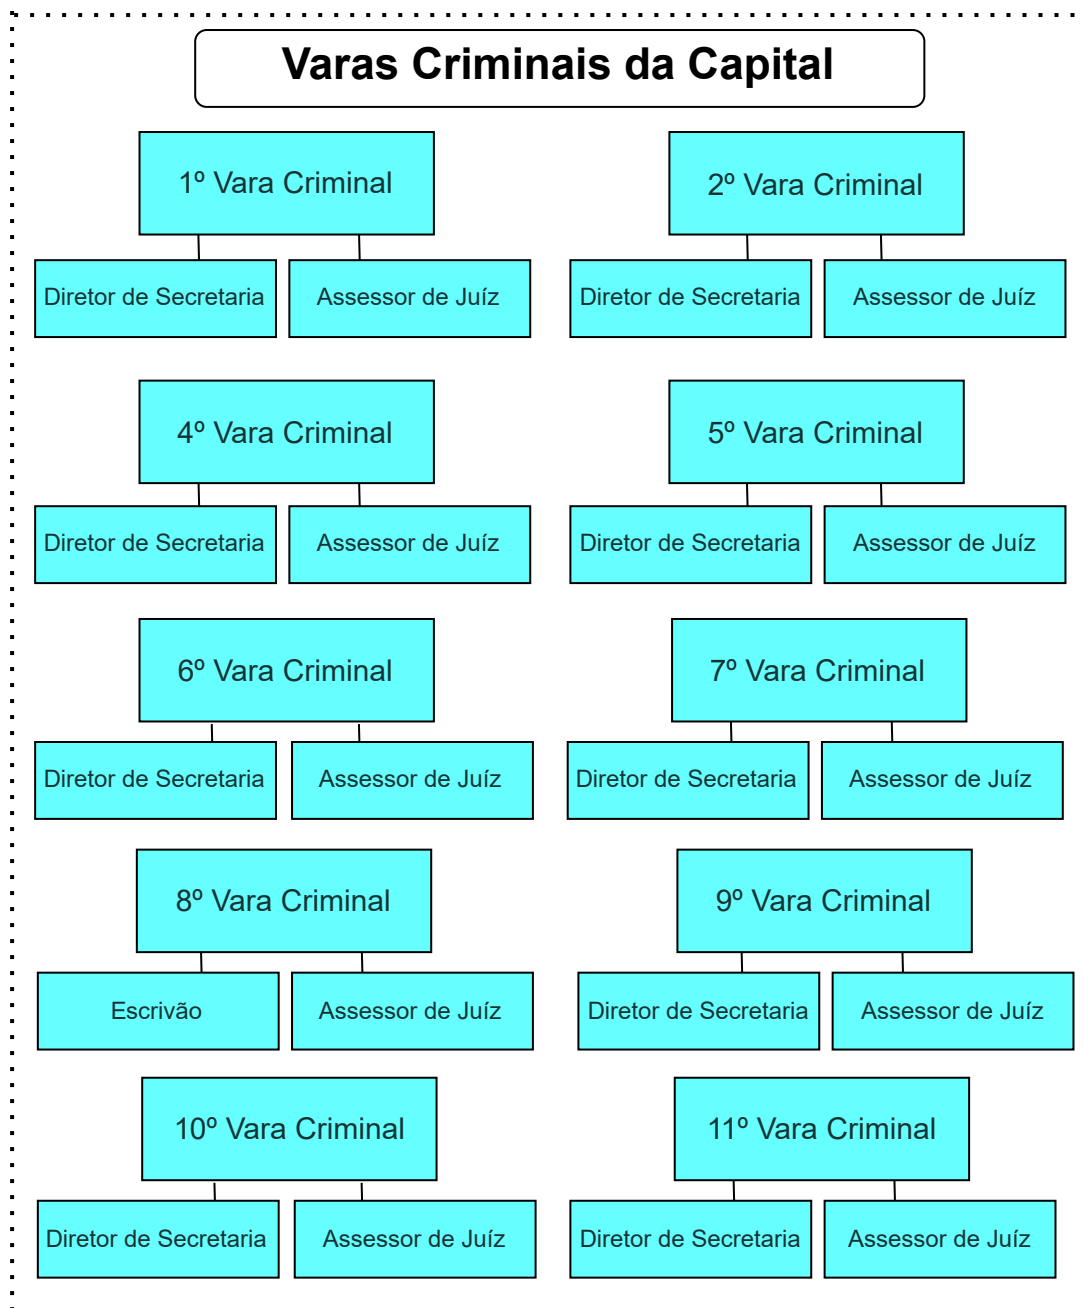 Varas Criminais da Capital
1º Vara Criminal
2º Vara Criminal
Diretor de Secretaria
Assessor de Juíz
Diretor de Secretaria
Assessor de Juíz
4º Vara Criminal
5º Vara Criminal
Diretor de Secretaria
Assessor de Juíz
Diretor de Secretaria
Assessor de Juíz
6º Vara Criminal
7º Vara Criminal
Diretor de Secretaria
Assessor de Juíz
Diretor de Secretaria
Assessor de Juíz
8º Vara Criminal
9º Vara Criminal
Escrivão
Assessor de Juíz
Diretor de Secretaria
Assessor de Juíz
10º Vara Criminal
11º Vara Criminal
Diretor de Secretaria
Assessor de Juíz
Diretor de Secretaria
Assessor de Juíz